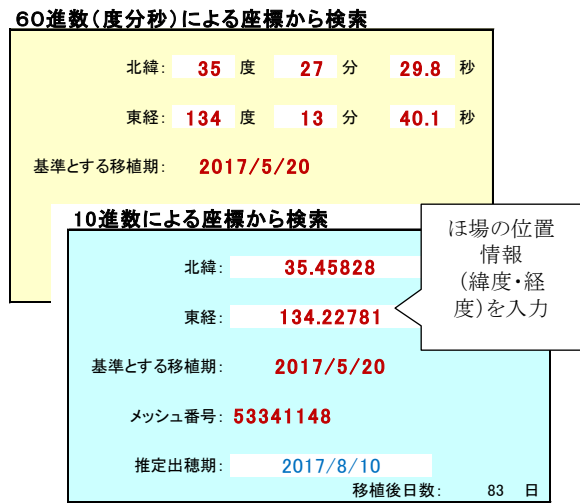 60進数(度分秒)による座標から検索
北緯: 35 度 27 分 29.8 秒
東経: 134 度 13 分 40.1 秒
基準とする移植期: 2017/5/20
10進数による座標から検索
北緯: 35.45828
東経: 134.22781
基準とする移植期: 2017/5/20
メッシュ番号: 53341148
推定出穂期: 2017/8/10
移植後日数: 83 日
ほ場の位置
情報
(緯度・経
度)を入力